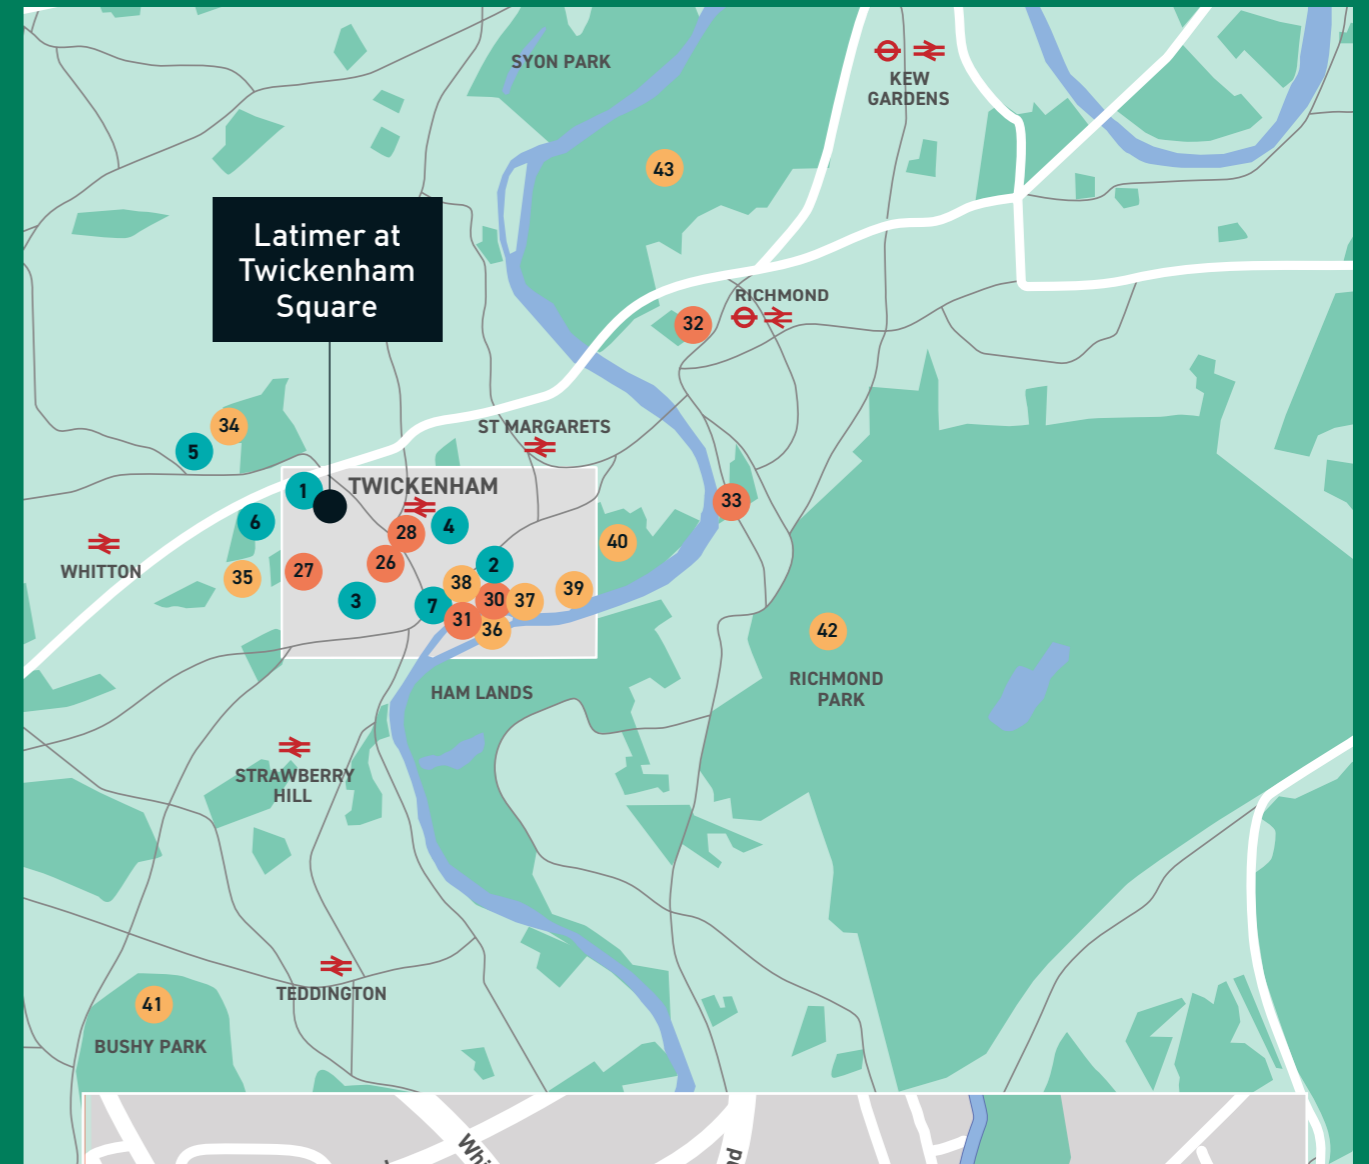 SYON PARK
KEW
GARDENS
43
Latimer at
Twickenham
Square
RICHMOND
32
34
5
ST MARGARETS
1
TWICKENHAM
33
6
28
4
WHITTON
40
35
27
26
2
38
39
3
7
30
37
31
36
42
RICHMOND
PARK
HAM LANDS
STRAWBERRY
HILL
TEDDINGTON
41
BUSHY PARK
Whi